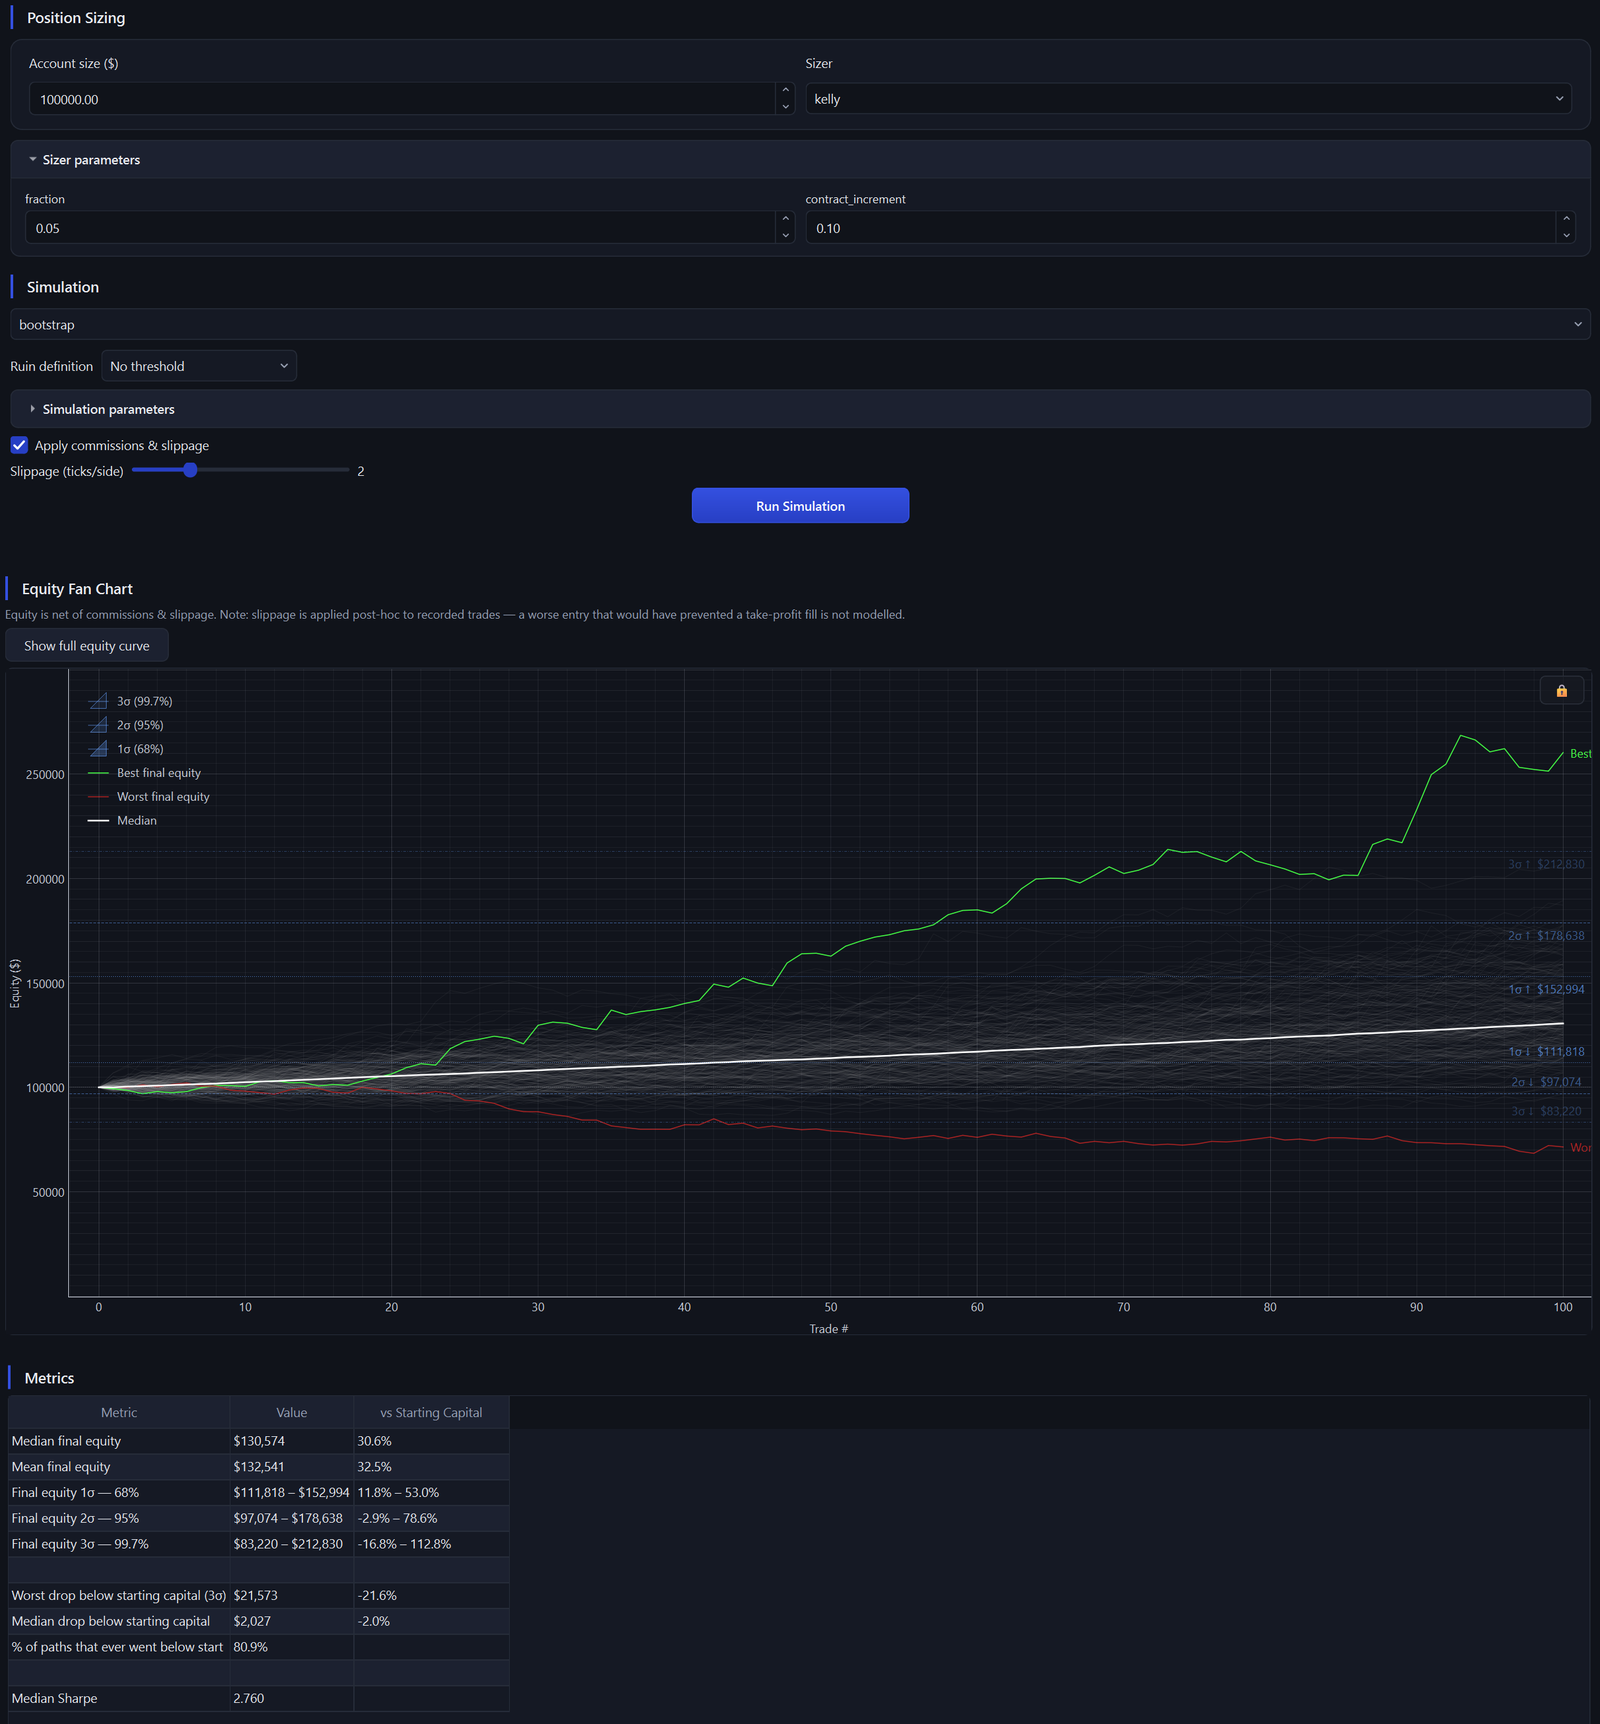 Position Sizing
Account size ($)
Sizer
100000.00
kelly
Sizer parameters
fraction
contract_increment
0.05
0.10
Simulation
bootstrap
Ruin definition
No threshold
Simulation parameters
Apply commissions & slippage
Slippage (ticks/side)
2
Run Simulation
Equity Fan Chart
Equity is net of commissions & slippage. Note: slippage is applied post-hoc to recorded trades — a worse entry that would have prevented a take-profit fill is not modelled.
Show full equity curve
3σ (99.7%)
2σ (95%)
1σ (68%)
Best final equity
Worst final equity
Median
250000
200000
150000
100000
50000
Equity ($)
Best
3σ ↑ $212,830
2σ ↑ $178,638
1σ ↑ $152,994
1σ ↓ $111,818
2σ ↓ $97,074
3σ ↓ $83,220
Wor
0 10 20 30 40 50 60 70 80 90 100
Trade #
Metrics
Metric Value vs Starting Capital
Median final equity $130,574 30.6%
Mean final equity $132,541 32.5%
Final equity 1σ — 68% $111,818 – $152,994 11.8% – 53.0%
Final equity 2σ — 95% $97,074 – $178,638 -2.9% – 78.6%
Final equity 3σ — 99.7% $83,220 – $212,830 -16.8% – 112.8%
Worst drop below starting capital (3σ) $21,573 -21.6%
Median drop below starting capital $2,027 -2.0%
% of paths that ever went below start 80.9%
Median Sharpe 2.760